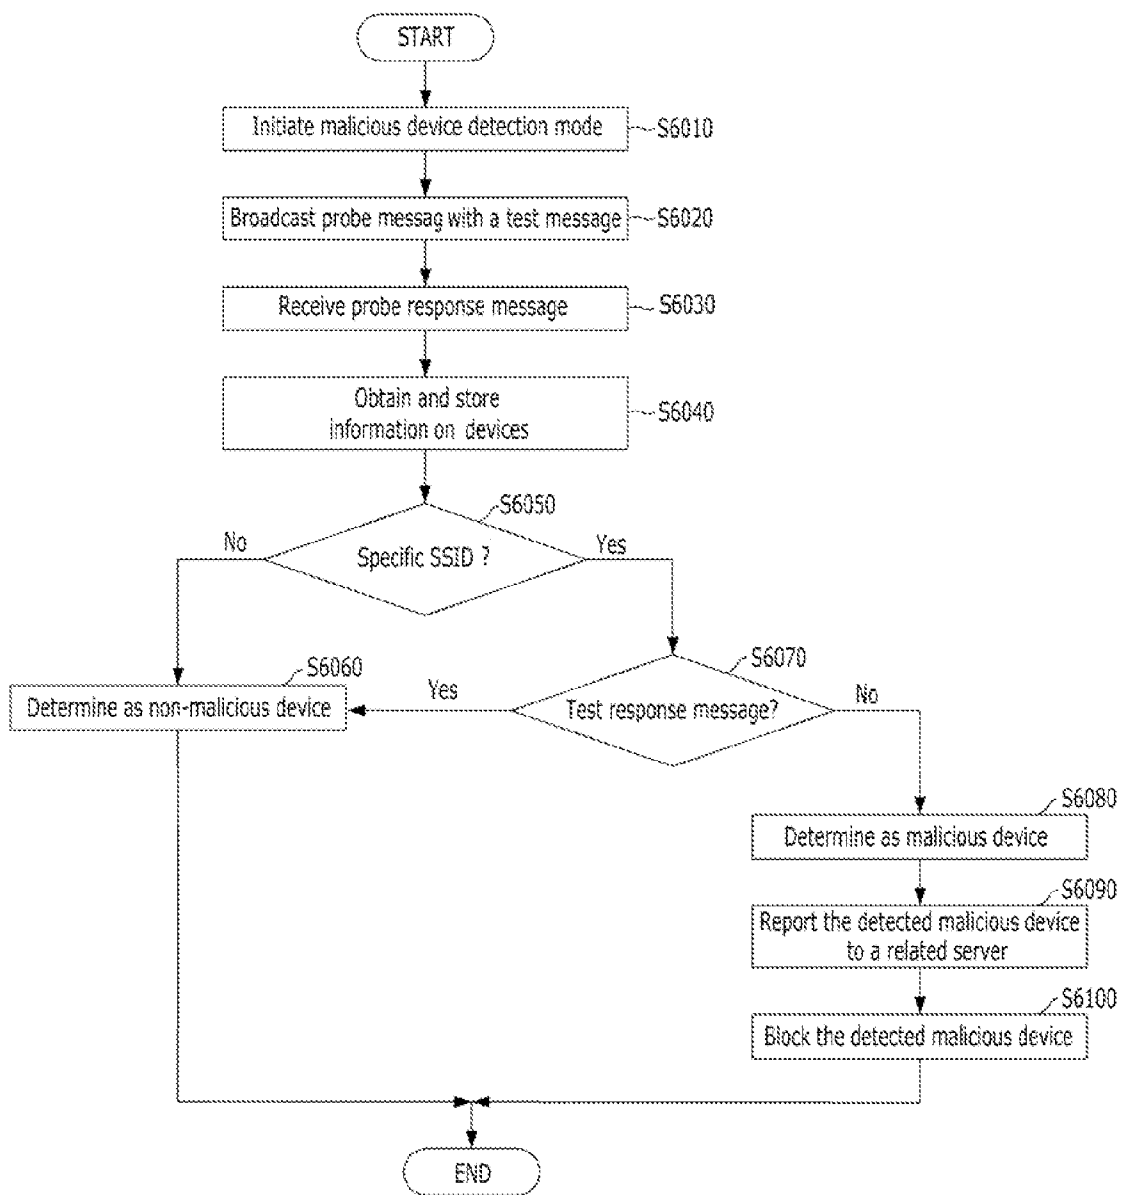 START
Initiate malicious device detection mode
S6010
Broadcast probe messag with a test message
S6020
Receive probe response message
S6030
Obtain and store
information on devices
S6040
S6050
Specific SSID ?
No
Yes
S6060
Determine as non-malicious device
S6070
Test response message?
Yes
No
S6080
Determine as malicious device
S6090
Report the detected malicious device
to a related server
S6100
Block the detected malicious device
END